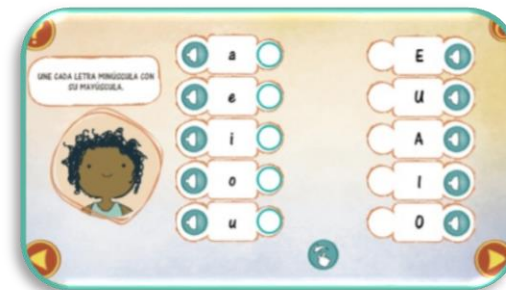 UNE CADA LETRA MINÚSCULA CON
SU MAYÚSCULA.
a
e
i
o
u
E
U
A
I
O